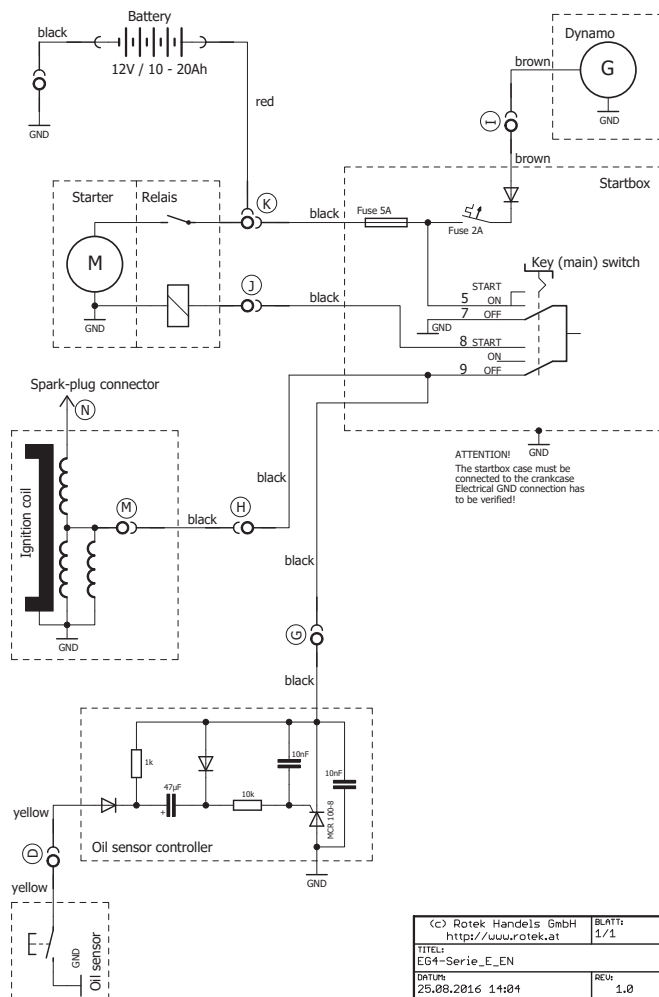 Battery
black
12V / 10 - 20Ah
GND
red
Dynamo
brown
G
GND
I
brown
Startbox
Starter
Relais
K
black
Fuse 5A
Fuse 2A
M
GND
J
black
Key (main) switch
START
5 ON
7 OFF
GND
8 START
ON
9 OFF
GND
ATTENTION!
The startbox case must be
connected to the crankcase
Electrical GND connection has
to be verified!
Spark-plug connector
N
Ignition coil
M
black
H
black
GND
black
G
black
1k
47µF
+
10k
10nF
10nF
MCR 100-8
Oil sensor controller
GND
yellow
D
yellow
GND
Oil sensor
(c) Rotek Handels GmbH
http://www.rotek.at
BLATT:
1/1
TITEL:
EG4-Serie_E_EN
DATUM:
25.08.2016 14:04
REV:
1.0